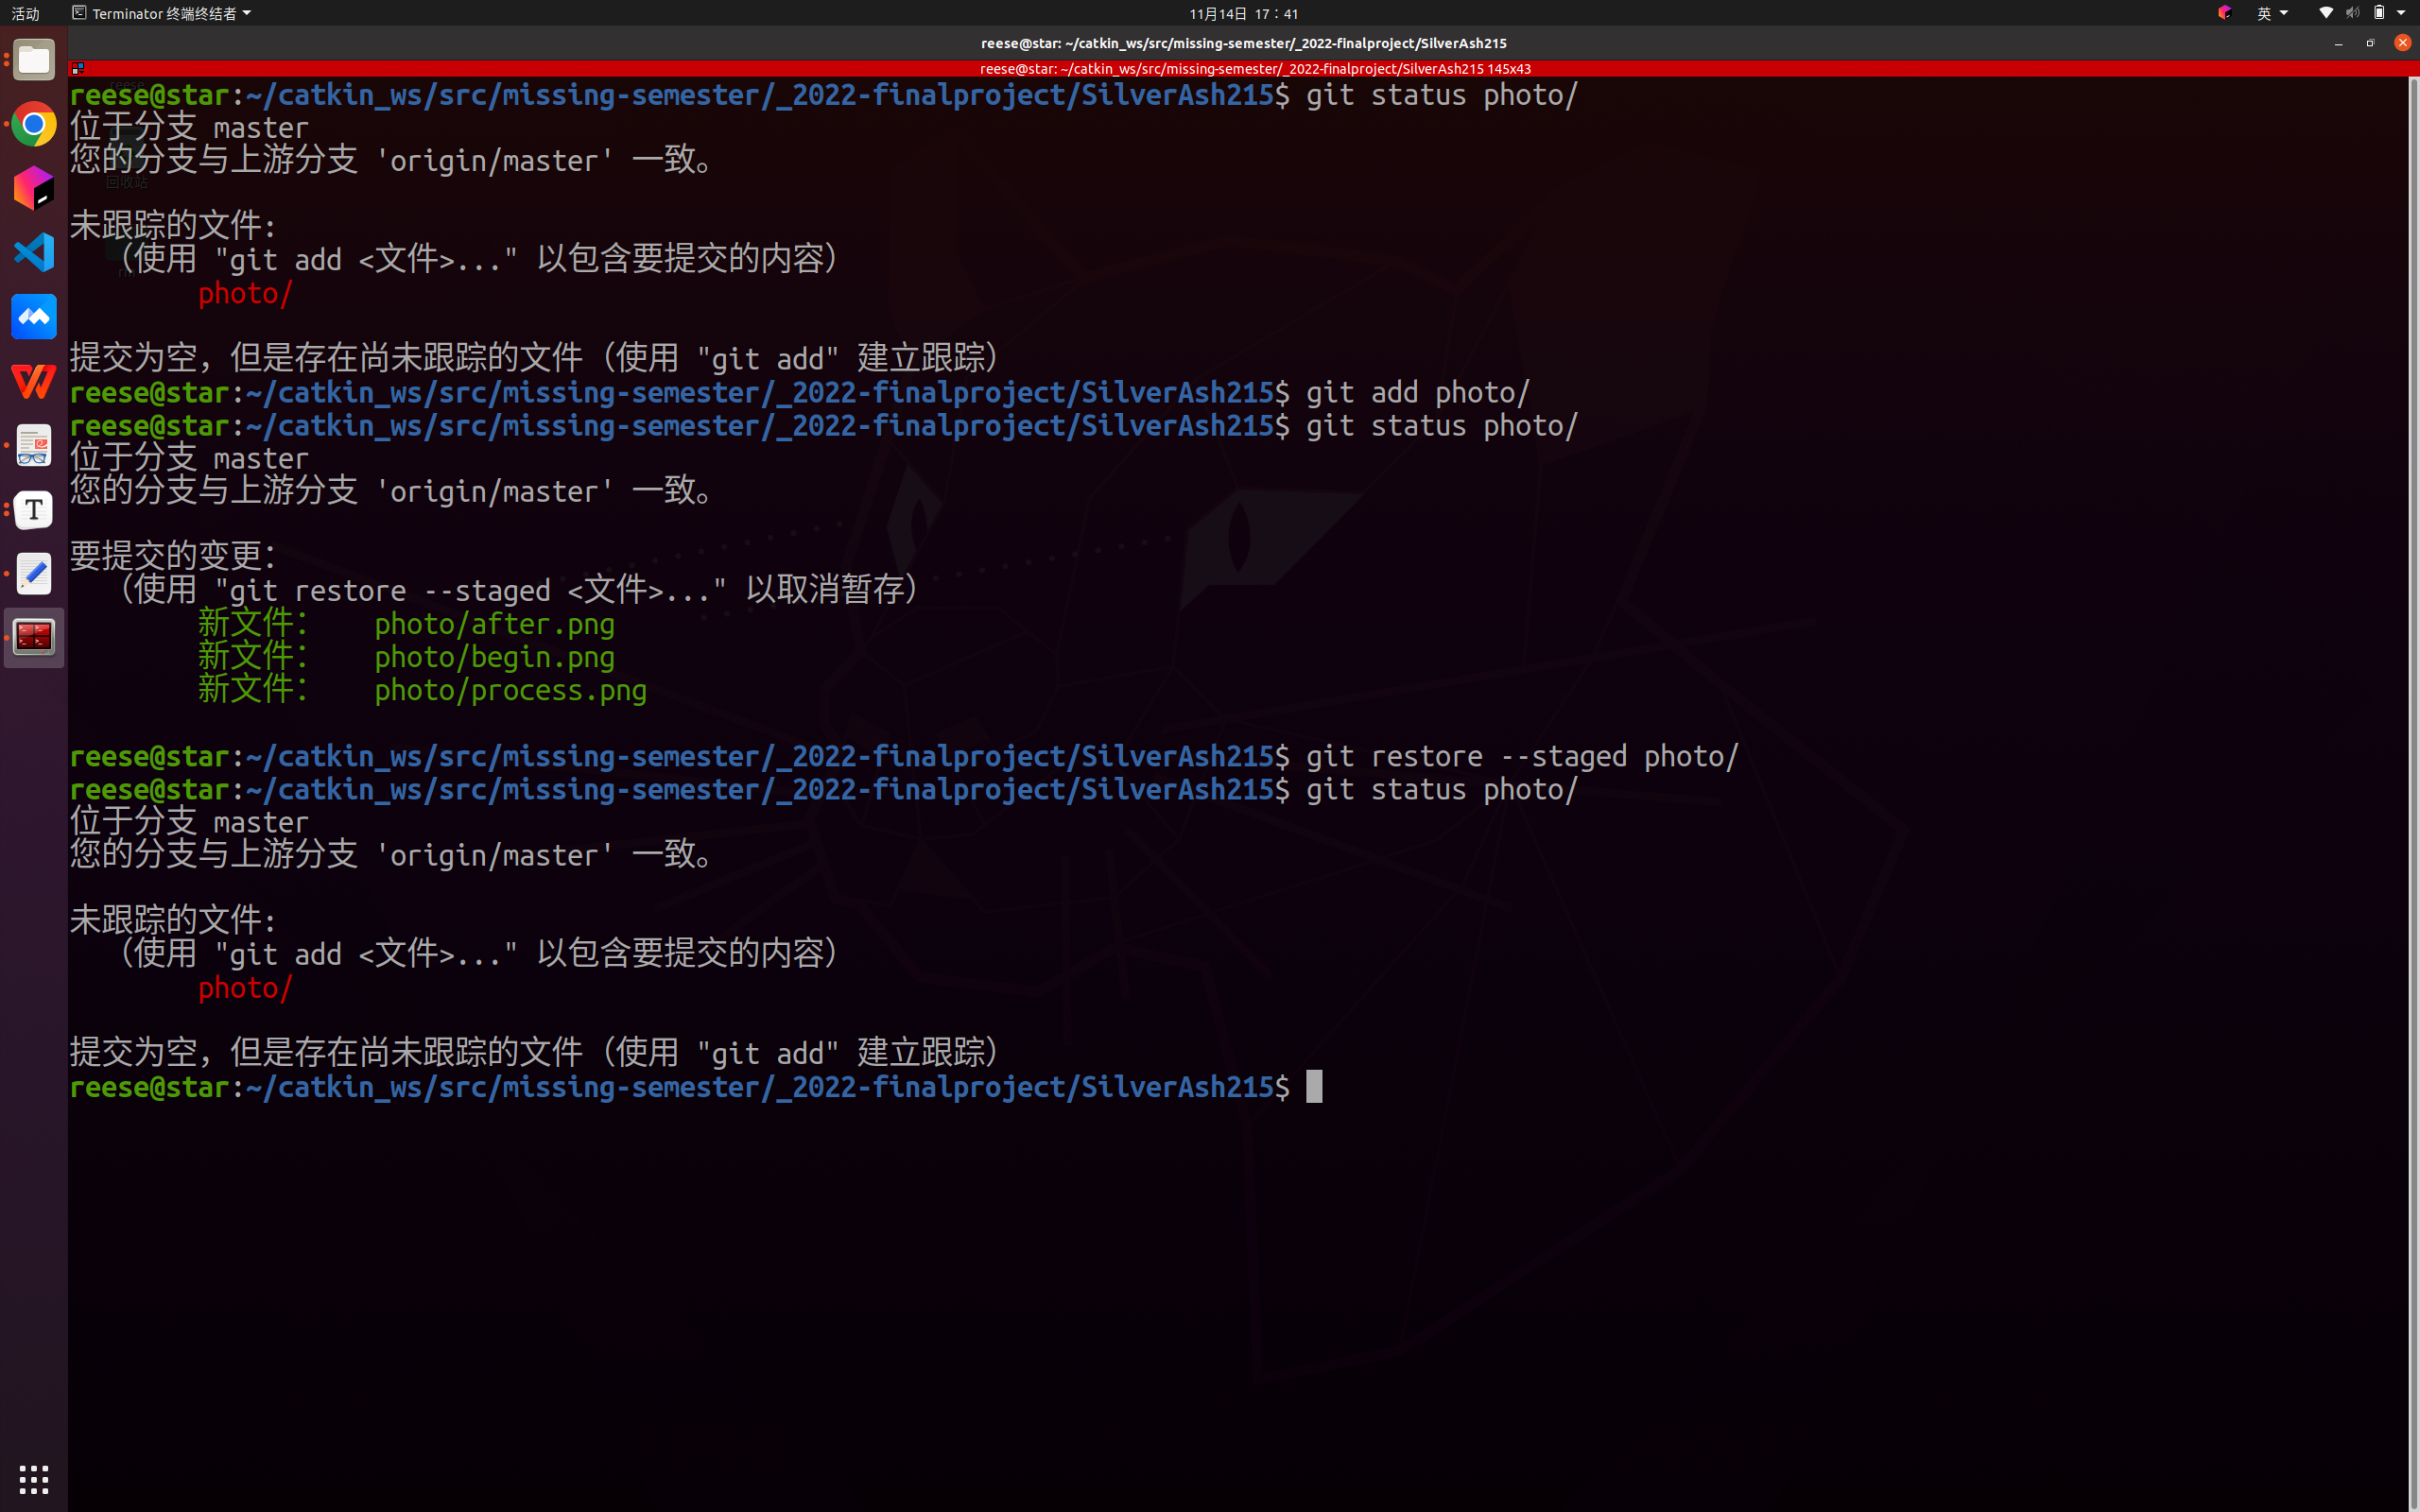 活动
Terminator 终端终结者
11月14日 17：41
英
reese@star: ~/catkin_ws/src/missing-semester/_2022-finalproject/SilverAsh215
reese@star: ~/catkin_ws/src/missing-semester/_2022-finalproject/SilverAsh215 145x43
reese@star:~/catkin_ws/src/missing-semester/_2022-finalproject/SilverAsh215$ git status photo/
位于分支 master
您的分支与上游分支 'origin/master' 一致。
回收站
未跟踪的文件:
（使用 "git add <文件>..." 以包含要提交的内容）
photo/
提交为空，但是存在尚未跟踪的文件（使用 "git add" 建立跟踪）
reese@star:~/catkin_ws/src/missing-semester/_2022-finalproject/SilverAsh215$ git add photo/
reese@star:~/catkin_ws/src/missing-semester/_2022-finalproject/SilverAsh215$ git status photo/
位于分支 master
您的分支与上游分支 'origin/master' 一致。
要提交的变更：
（使用 "git restore --staged <文件>..." 以取消暂存）
新文件： photo/after.png
新文件： photo/begin.png
新文件： photo/process.png
reese@star:~/catkin_ws/src/missing-semester/_2022-finalproject/SilverAsh215$ git restore --staged photo/
reese@star:~/catkin_ws/src/missing-semester/_2022-finalproject/SilverAsh215$ git status photo/
位于分支 master
您的分支与上游分支 'origin/master' 一致。
未跟踪的文件:
（使用 "git add <文件>..." 以包含要提交的内容）
photo/
提交为空，但是存在尚未跟踪的文件（使用 "git add" 建立跟踪）
reese@star:~/catkin_ws/src/missing-semester/_2022-finalproject/SilverAsh215$